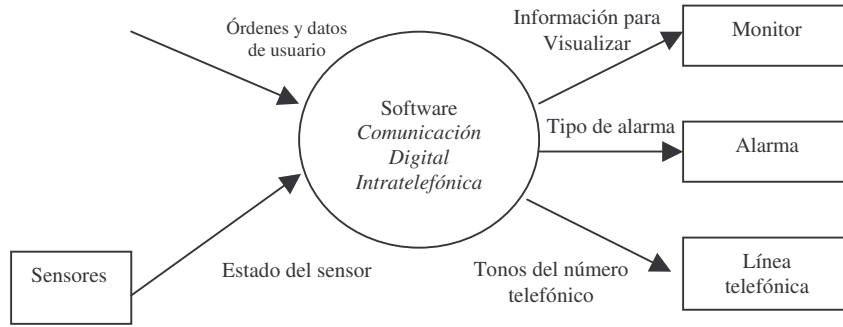 Órdenes y datos
de usuario
Sensores
Estado del sensor
Software
Comunicación
Digital
Intratelefónica
Información para
Visualizar
Monitor
Tipo de alarma
Alarma
Tonos del número
telefónico
Línea
telefónica